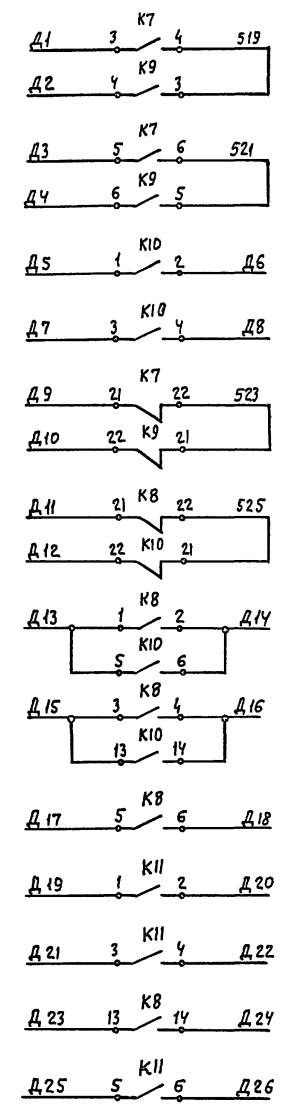 К7
Д1 3 4 519
К9
Д2 4 3
К7
Д3 5 6 521
К9
Д4 6 5
К10
Д5 1 2 Д6
К10
Д7 3 4 Д8
К7
Д9 21 22 523
К9
Д10 22 21
К8
Д11 21 22 525
К10
Д12 22 21
К8
Д13 1 2 Д14
К10
5 6
К8
Д15 3 4 Д16
К10
13 14
К8
Д17 5 6 Д18
К11
Д19 1 2 Д20
К11
Д21 3 4 Д22
К8
Д23 13 14 Д24
К11
Д25 5 6 Д26